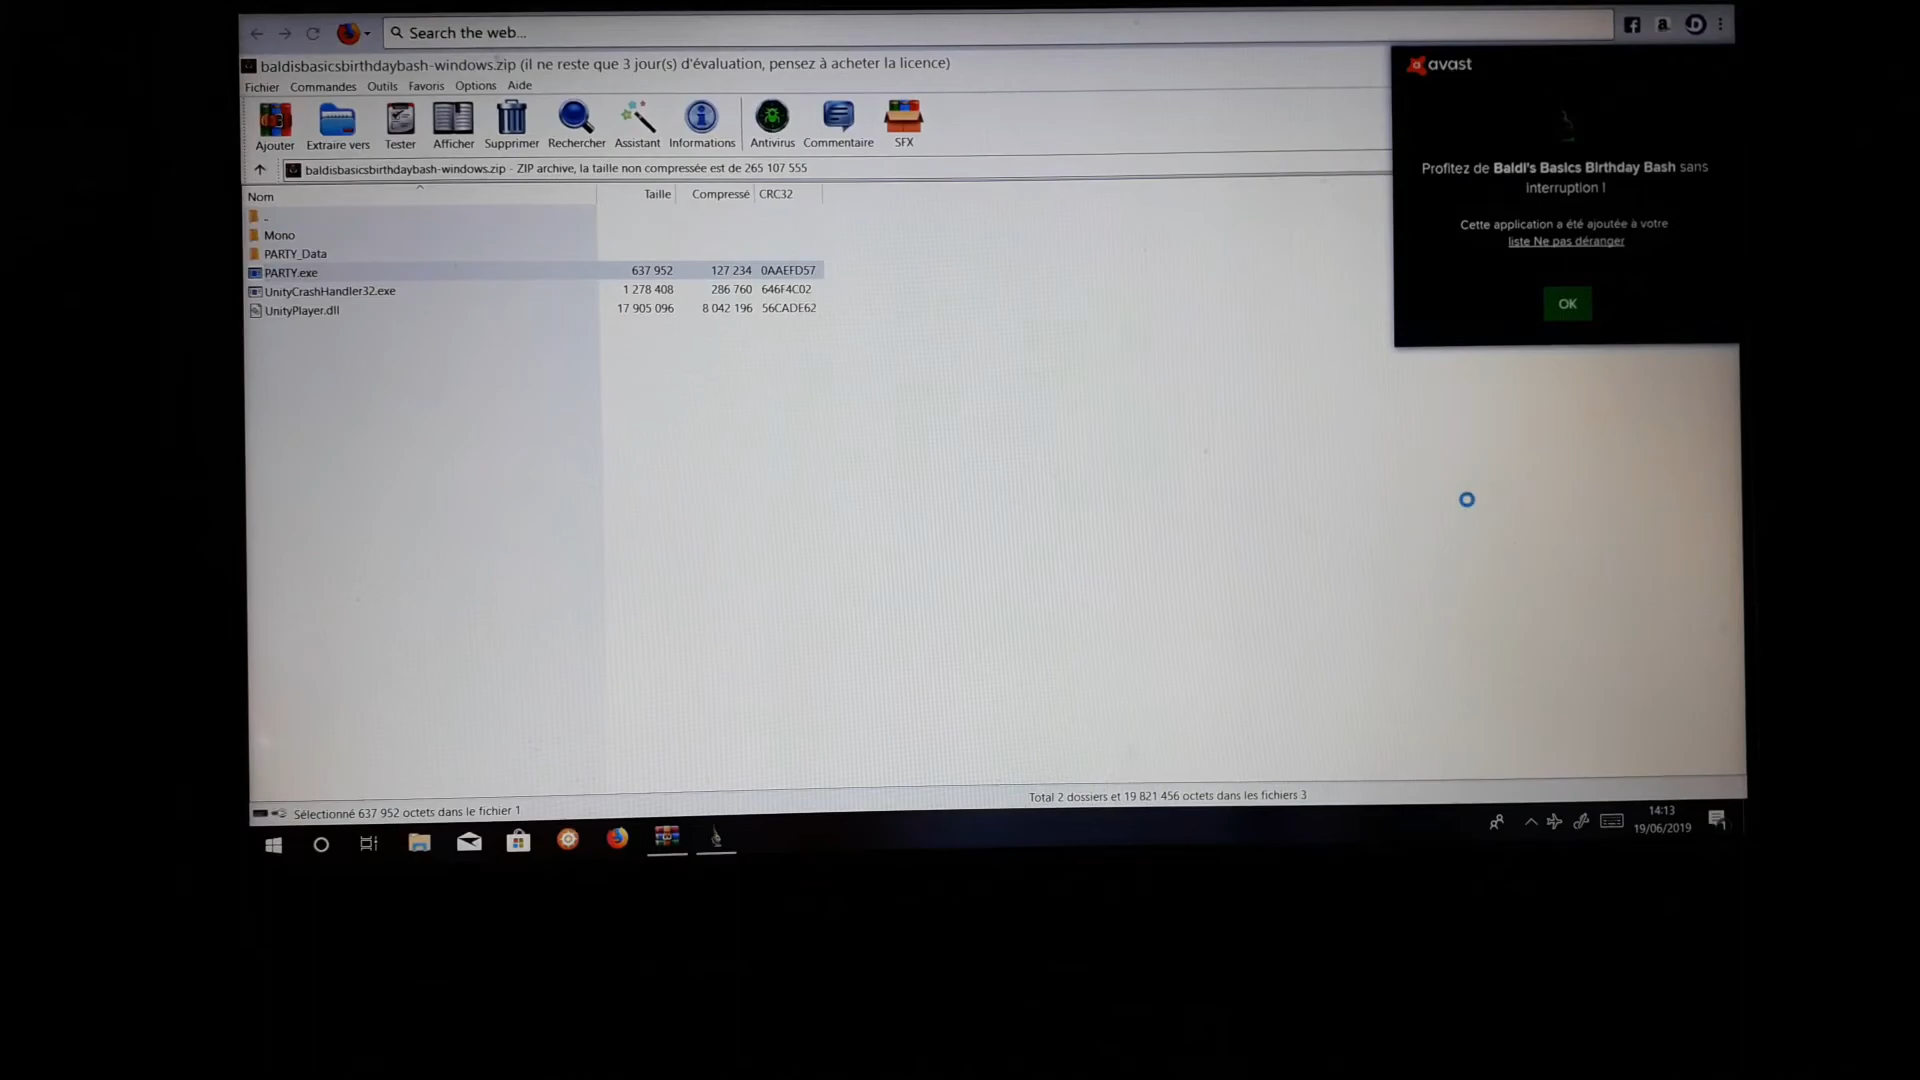 Search the web...
baldisbasicsbirthdaybash-windows.zip (il ne reste que 3 jour(s) d'évaluation, pensez à acheter la licence)
Fichier Commandes Outils Favoris Options Aide
Ajouter Extraire vers Tester Afficher Supprimer Rechercher Assistant Informations Antivirus Commentaire SFX
baldisbasicsbirthdaybash-windows.zip - ZIP archive, la taille non compressée est de 265 107 555
Nom Taille Compressé CRC32
..
Mono
PARTY_Data
PARTY.exe 637 952 127 234 0AAEFD57
UnityCrashHandler32.exe 1 278 408 286 760 646F4C02
UnityPlayer.dll 17 905 096 8 042 196 56CADE62
avast
Profitez de Baldi's Basics Birthday Bash sans
interruption !
Cette application a été ajoutée à votre
liste Ne pas déranger
OK
Sélectionné 637 952 octets dans le fichier 1
Total 2 dossiers et 19 821 456 octets dans les fichiers 3
14:13
19/06/2019